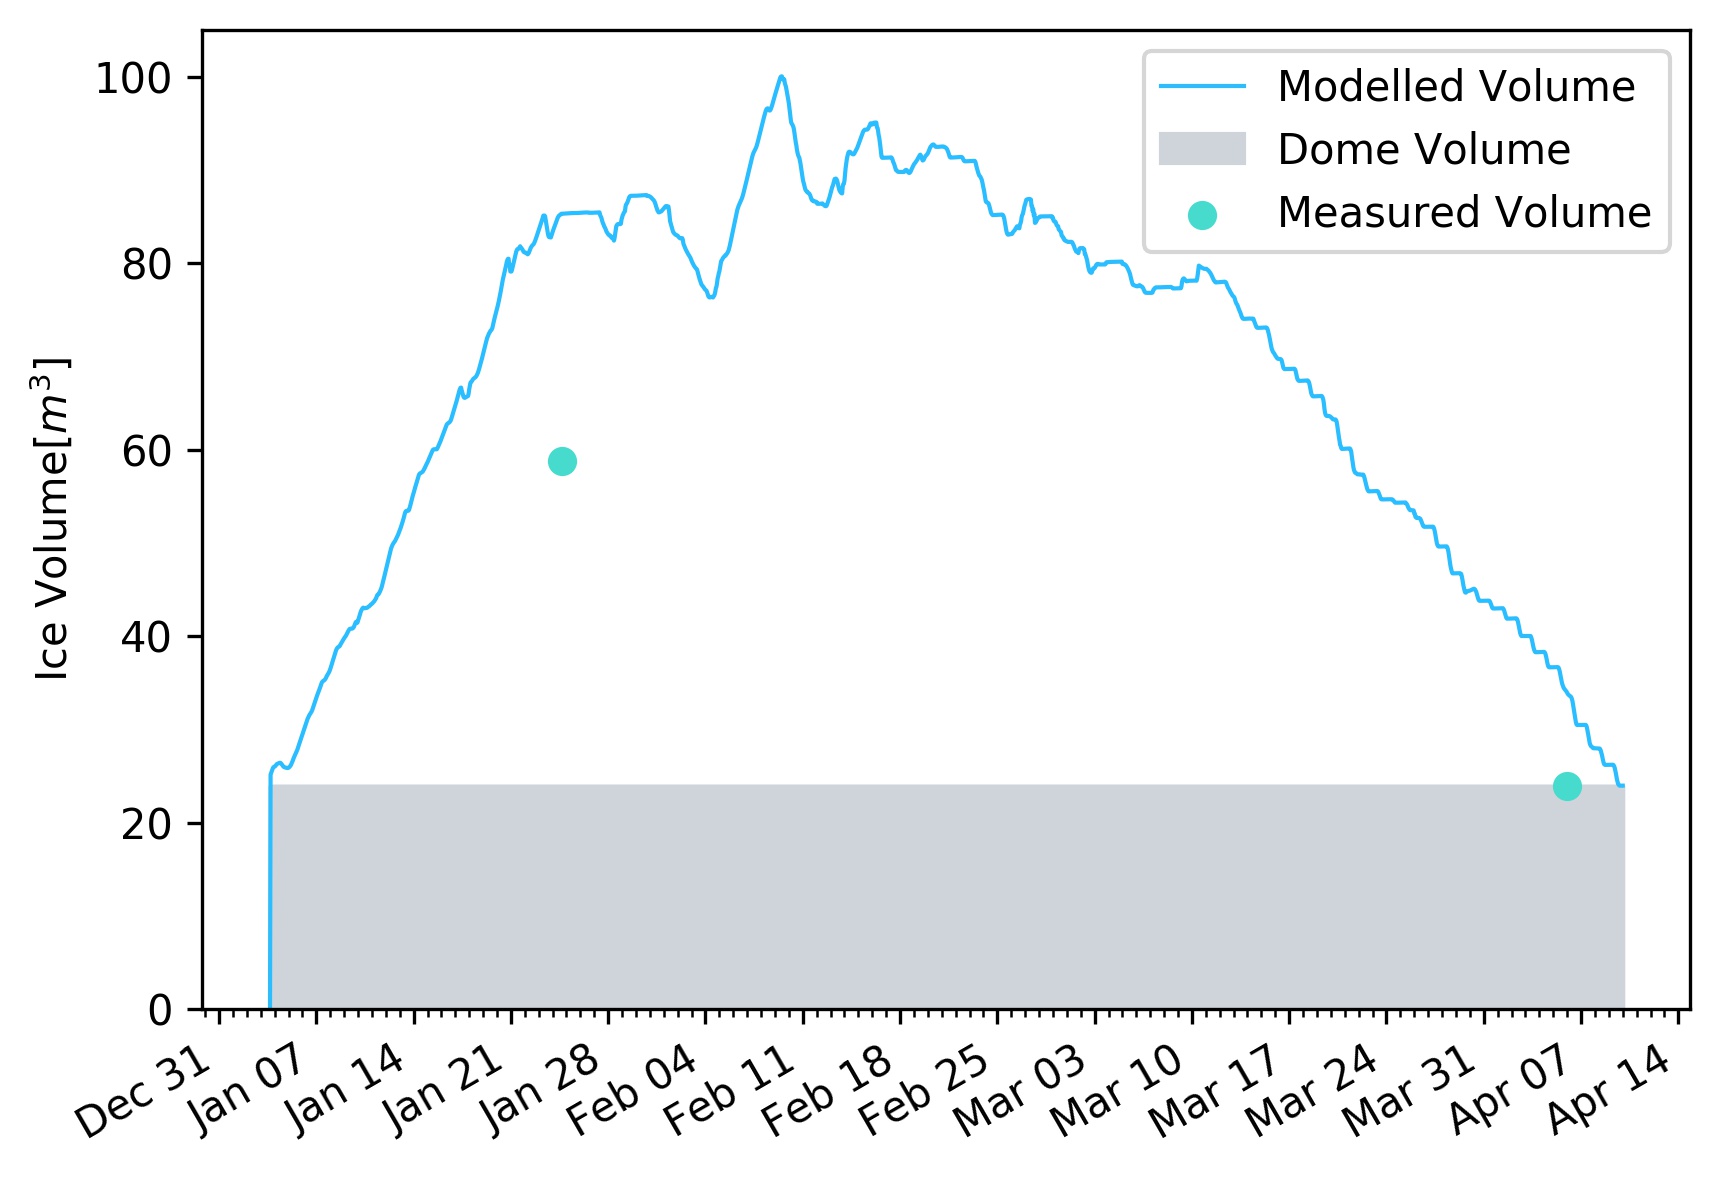 Ice Volume[m³]
100
80
60
40
20
0
Modelled Volume
Dome Volume
Measured Volume
Dec 31
Jan 07
Jan 14
Jan 21
Jan 28
Feb 04
Feb 11
Feb 18
Feb 25
Mar 03
Mar 10
Mar 17
Mar 24
Mar 31
Apr 07
Apr 14